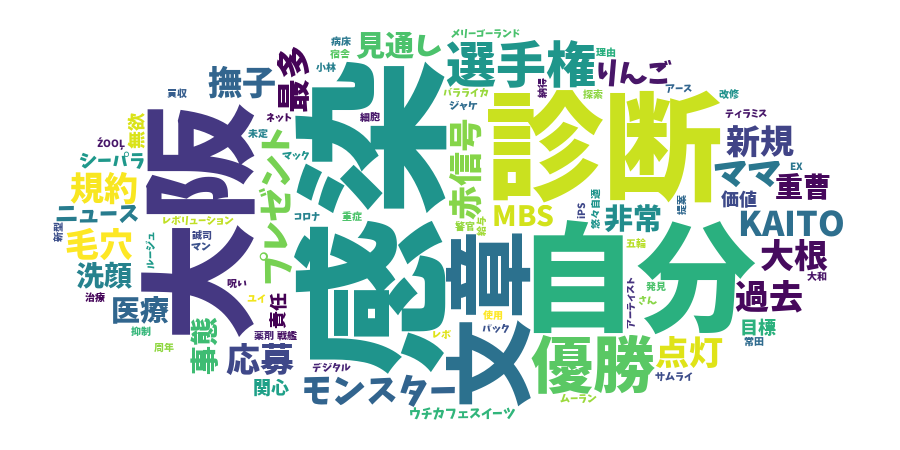 メリーゴーランド
病床
見通し
宿舎
選手権
理由
小林
最多
りんご
撫子
パラライカ
納得
探索
アース
買収
ジャケ
改修
ネット
細胞
ティラミス
大阪
感染
診断
無敵
未定
新規
ŹOOĻ
シーパラ
マック
赤信号
ママ
EX
プレゼント
規約
重曹
価値
提案
iPS
悠々自適
ニュース
レボリューション
コロナ
重症
MBS
非常
KAITO
警官
給与
新型
毛穴
誠司
マン
文章
自分
五輪
大根
ルージュ
洗顔
大和
治療
呪い
発見
過去
ユイ
さん
アーティスト
医療
責任
使用
抑制
事態
薬剤
戦艦
レポ
パック
目標
常田
周年
応募
優勝
点灯
デジタル
関心
モンスター
サムライ
ムーラン
ウチカフェスイーツ